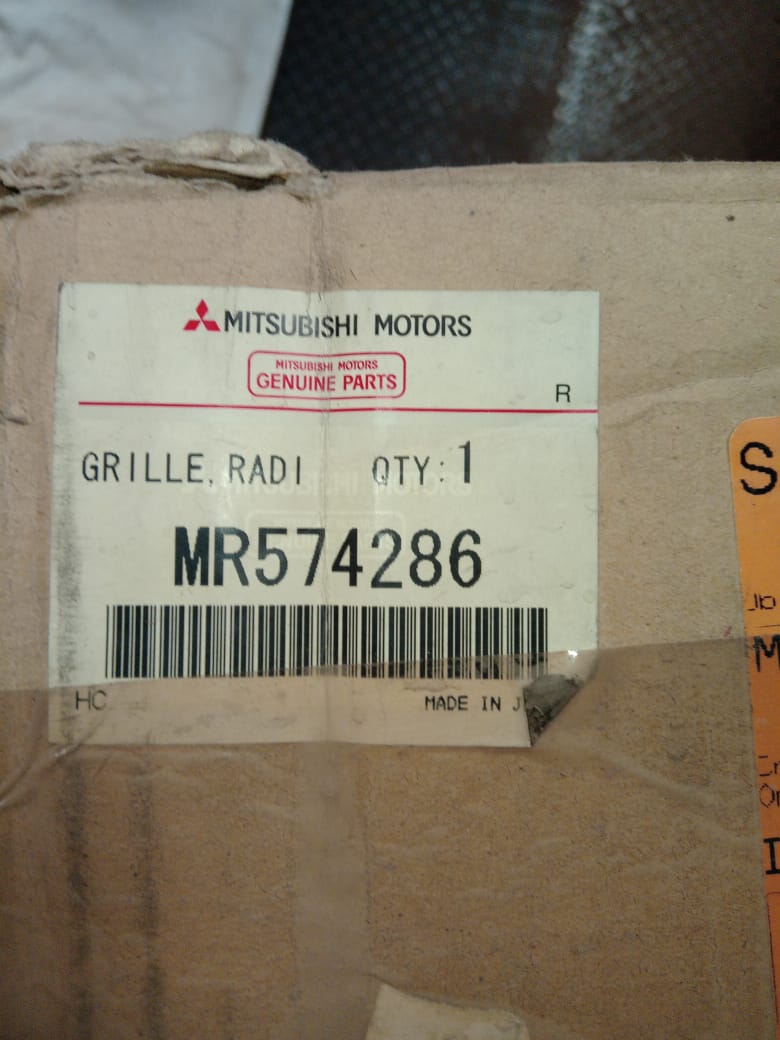 MITSUBISHI MOTORS
MITSUBISHI MOTORS
GENUINE PARTS
R
GRILLE, RADI QTY:1
MR574286
HC
MADE IN J
S
M
I